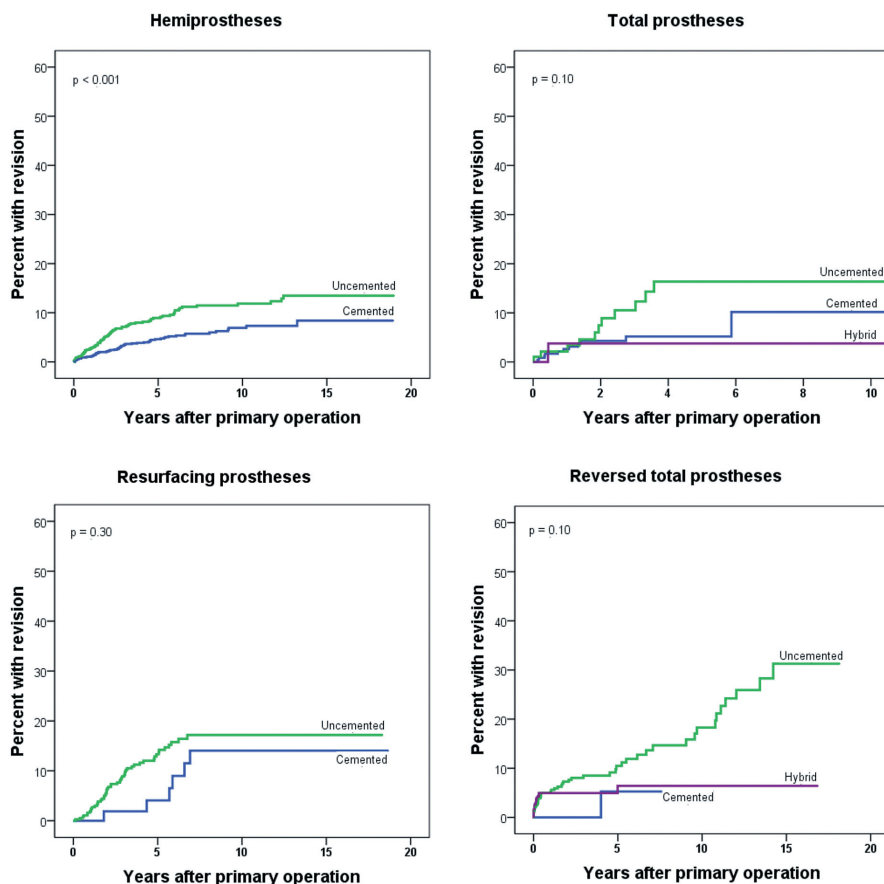 Hemiprostheses
p < 0.001
Percent with revision
60
50
40
30
20
10
0
Uncemented
Cemented
0 5 10 15 20
Years after primary operation
Total prostheses
p = 0.10
Percent with revision
60
50
40
30
20
10
0
Uncemented
Cemented
Hybrid
0 2 4 6 8 10
Years after primary operation
Resurfacing prostheses
p = 0.30
Percent with revision
60
50
40
30
20
10
0
Uncemented
Cemented
0 5 10 15 20
Years after primary operation
Reversed total prostheses
p = 0.10
Percent with revision
60
50
40
30
20
10
0
Uncemented
Hybrid
Cemented
0 5 10 15 20
Years after primary operation